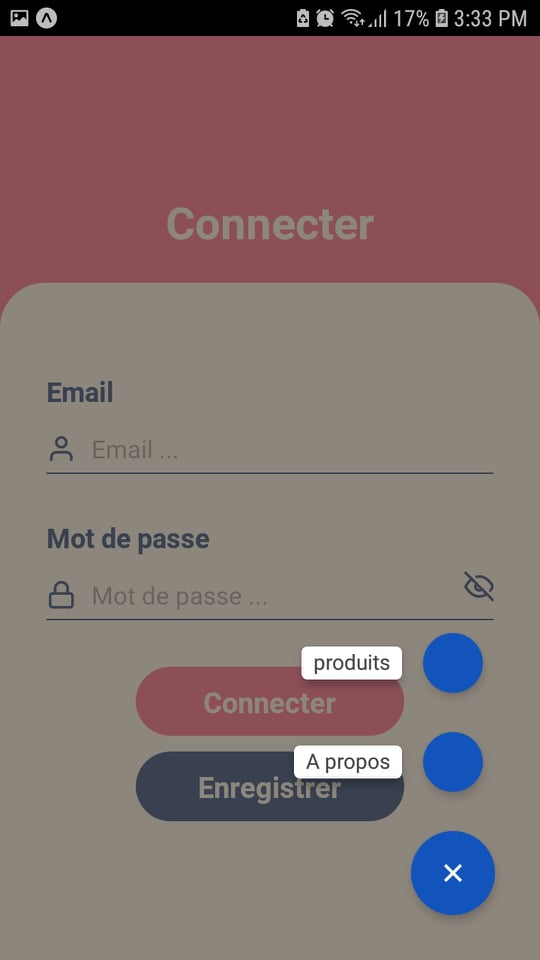 17% 3:33 PM
Connecter
Email
Email ...
Mot de passe
Mot de passe ...
produits
Connecter
A propos
Enregistrer